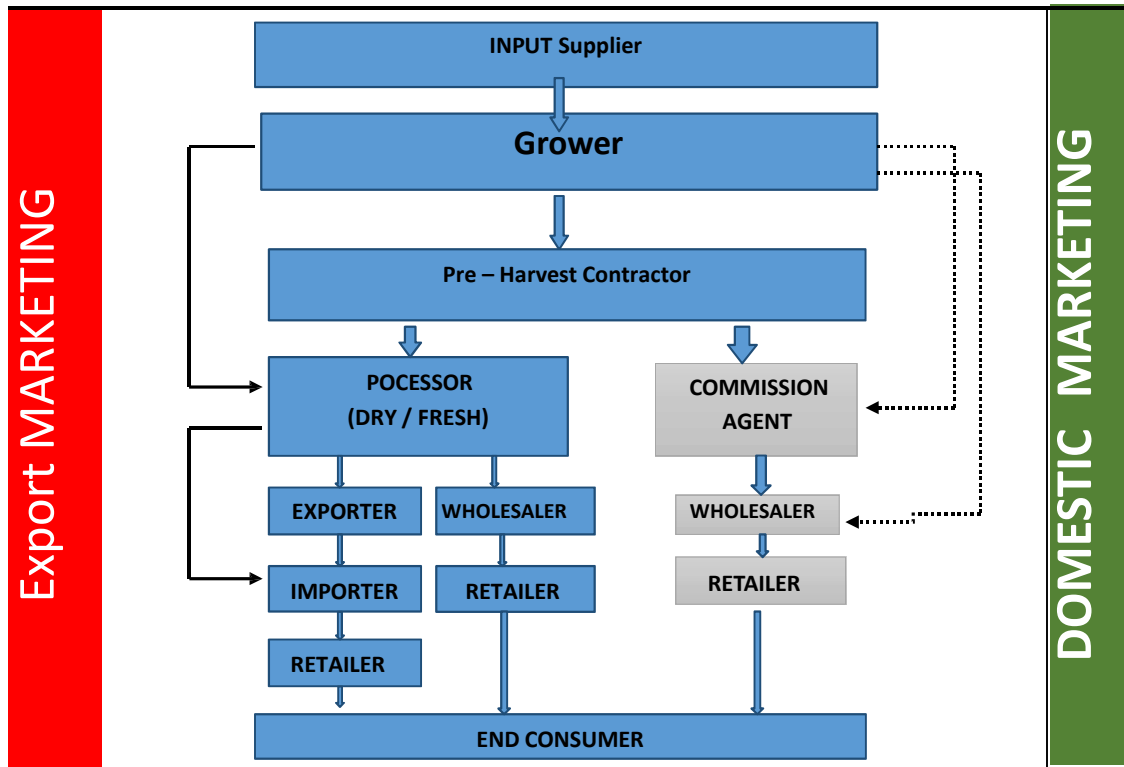 Export MARKETING
INPUT Supplier
Grower
Pre – Harvest Contractor
POCESSOR
(DRY / FRESH)
COMMISSION
AGENT
EXPORTER
WHOLESALER
WHOLESALER
IMPORTER
RETAILER
RETAILER
RETAILER
END CONSUMER
DOMESTIC MARKETING